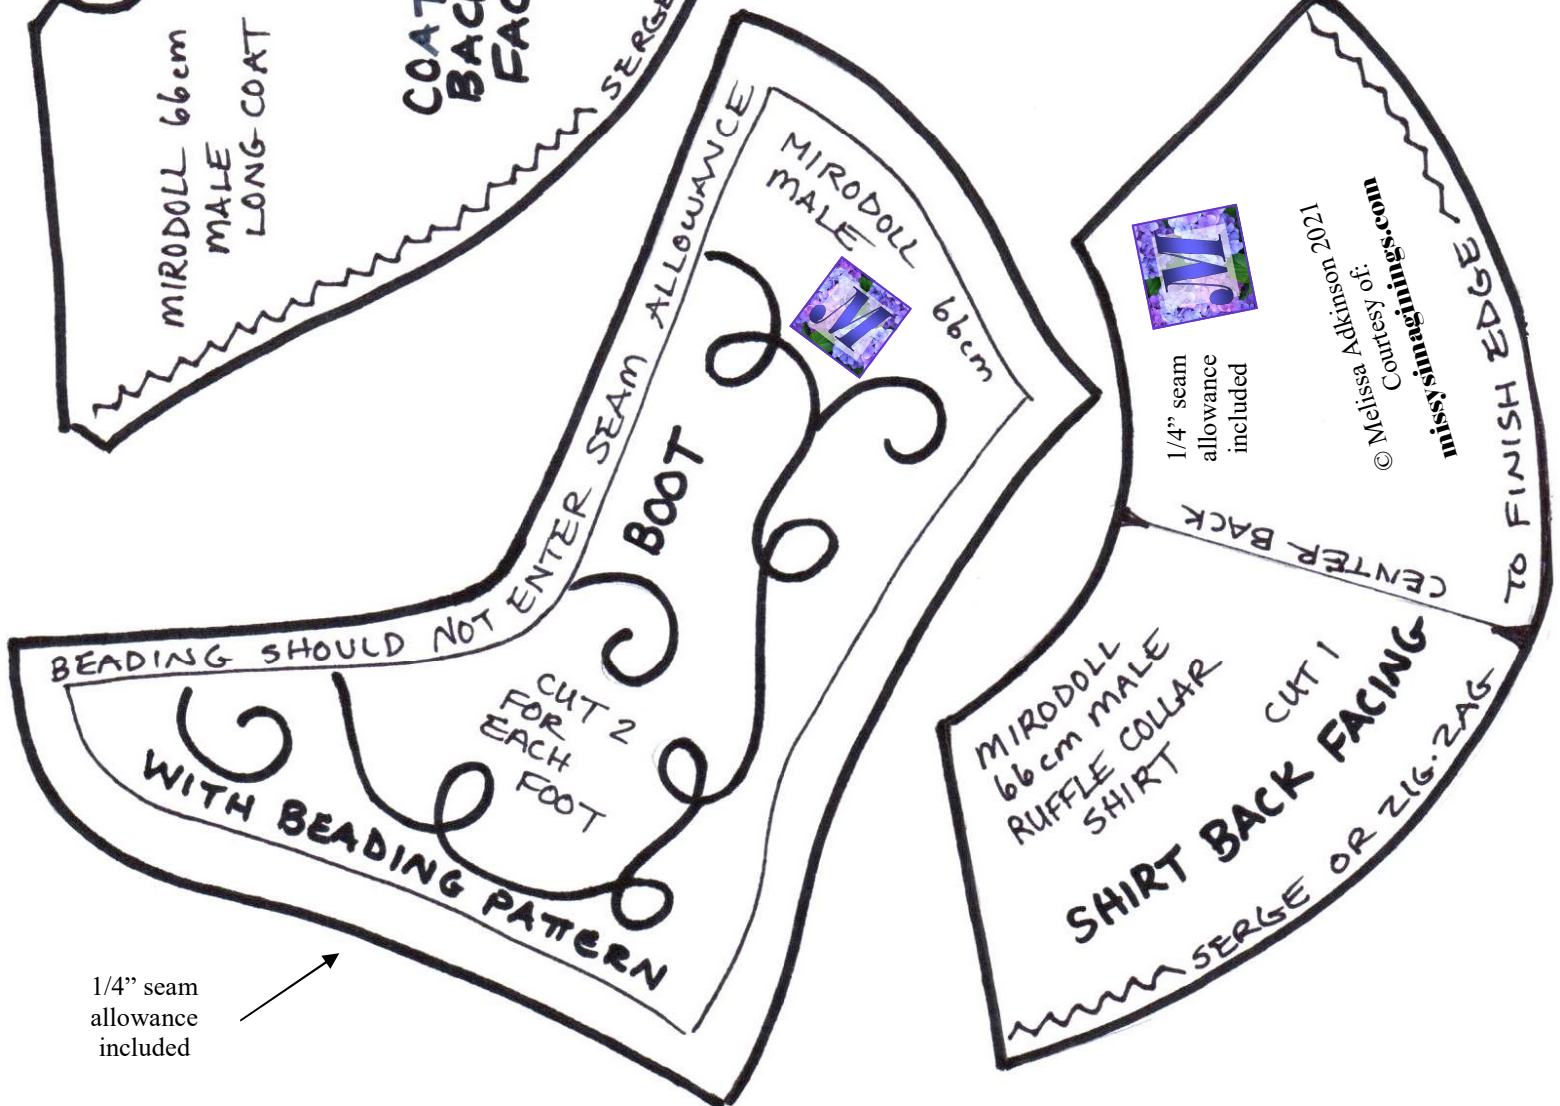 MIRODOLL 66cm
MALE
LONG COAT
COAT
BAC
FAC
SERGE
BEADING SHOULD NOT ENTER SEAM ALLOWANCE
MIRODOLL
MALE
66cm
M
BOOT
CUT 2
FOR
EACH
FOOT
WITH BEADING PATTERN
1/4” seam
allowance
included
M
1/4” seam
allowance
included
© Melissa Adkinson 2021
Courtesy of:
missysimaginings.com
CENTER BACK
MIRODOLL
66cm MALE
RUFFLE COLLAR
SHIRT
CUT 1
SHIRT BACK FACING
SERGE OR ZIG-ZAG
TO FINISH EDGE